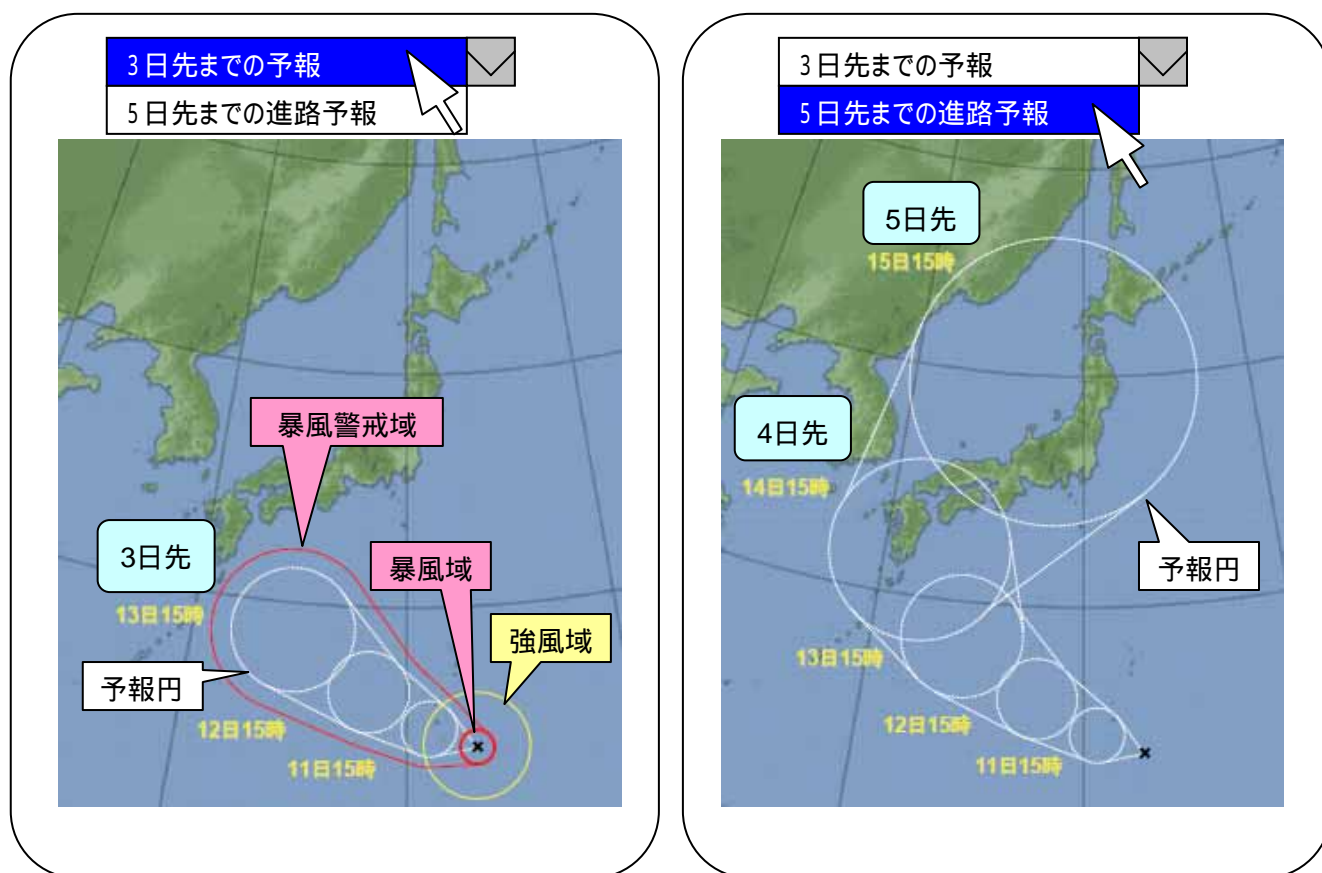 3日先までの予報
5日先までの進路予報
暴風警戒域
3日先
暴風域
13日15時
強風域
予報円
12日15時
11日15時
3日先までの予報
5日先までの進路予報
5日先
15日15時
4日先
14日15時
予報円
13日15時
12日15時
11日15時